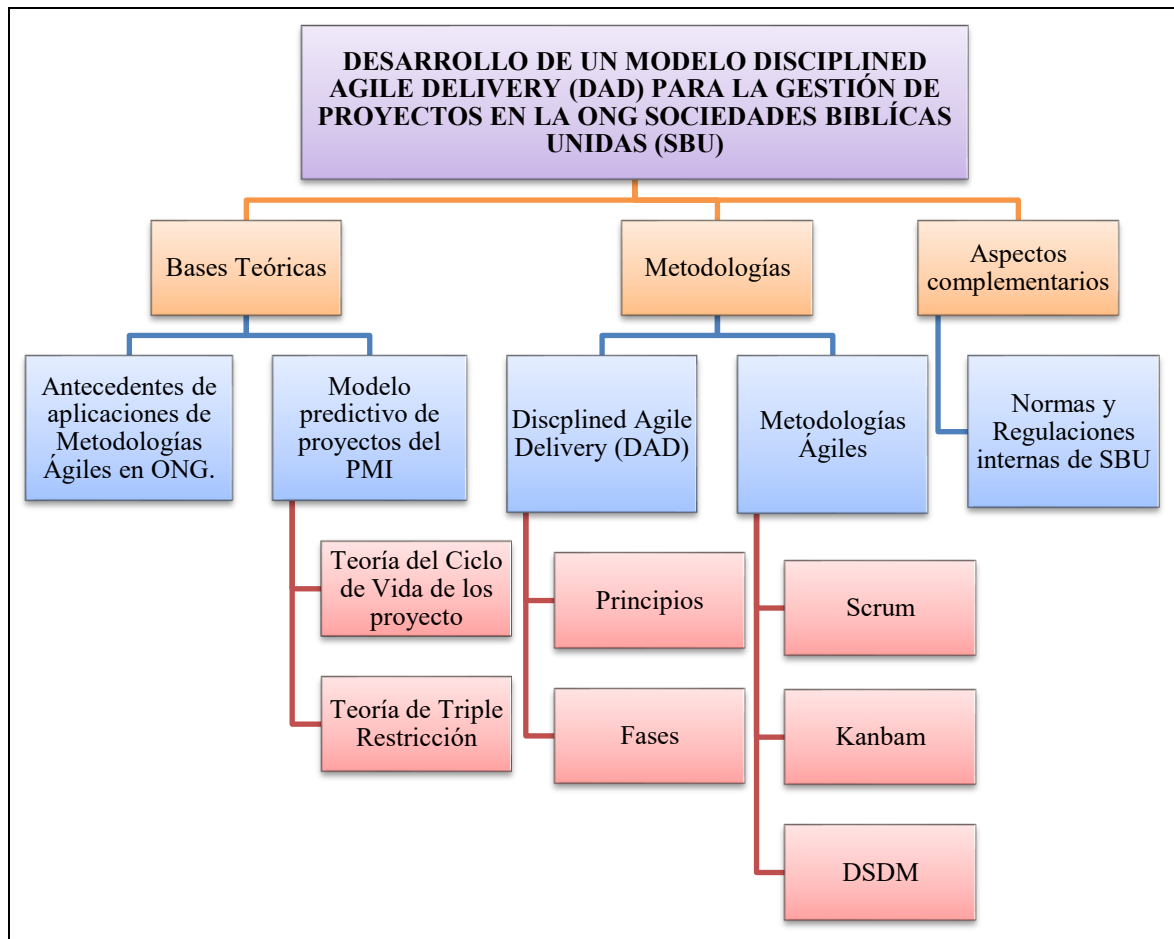 DESARROLLO DE UN MODELO DISCIPLINED
AGILE DELIVERY (DAD) PARA LA GESTIÓN DE
PROYECTOS EN LA ONG SOCIEDADES BIBLÍCAS
UNIDAS (SBU)
Bases Teóricas
Metodologías
Aspectos
complementarios
Antecedentes de
aplicaciones de
Metodologías
Ágiles en ONG.
Modelo
predictivo de
proyectos del
PMI
Discplined Agile
Delivery (DAD)
Metodologías
Ágiles
Normas y
Regulaciones
internas de SBU
Teoría del Ciclo
de Vida de los
proyecto
Teoría de Triple
Restricción
Principios
Fases
Scrum
Kanbam
DSDM